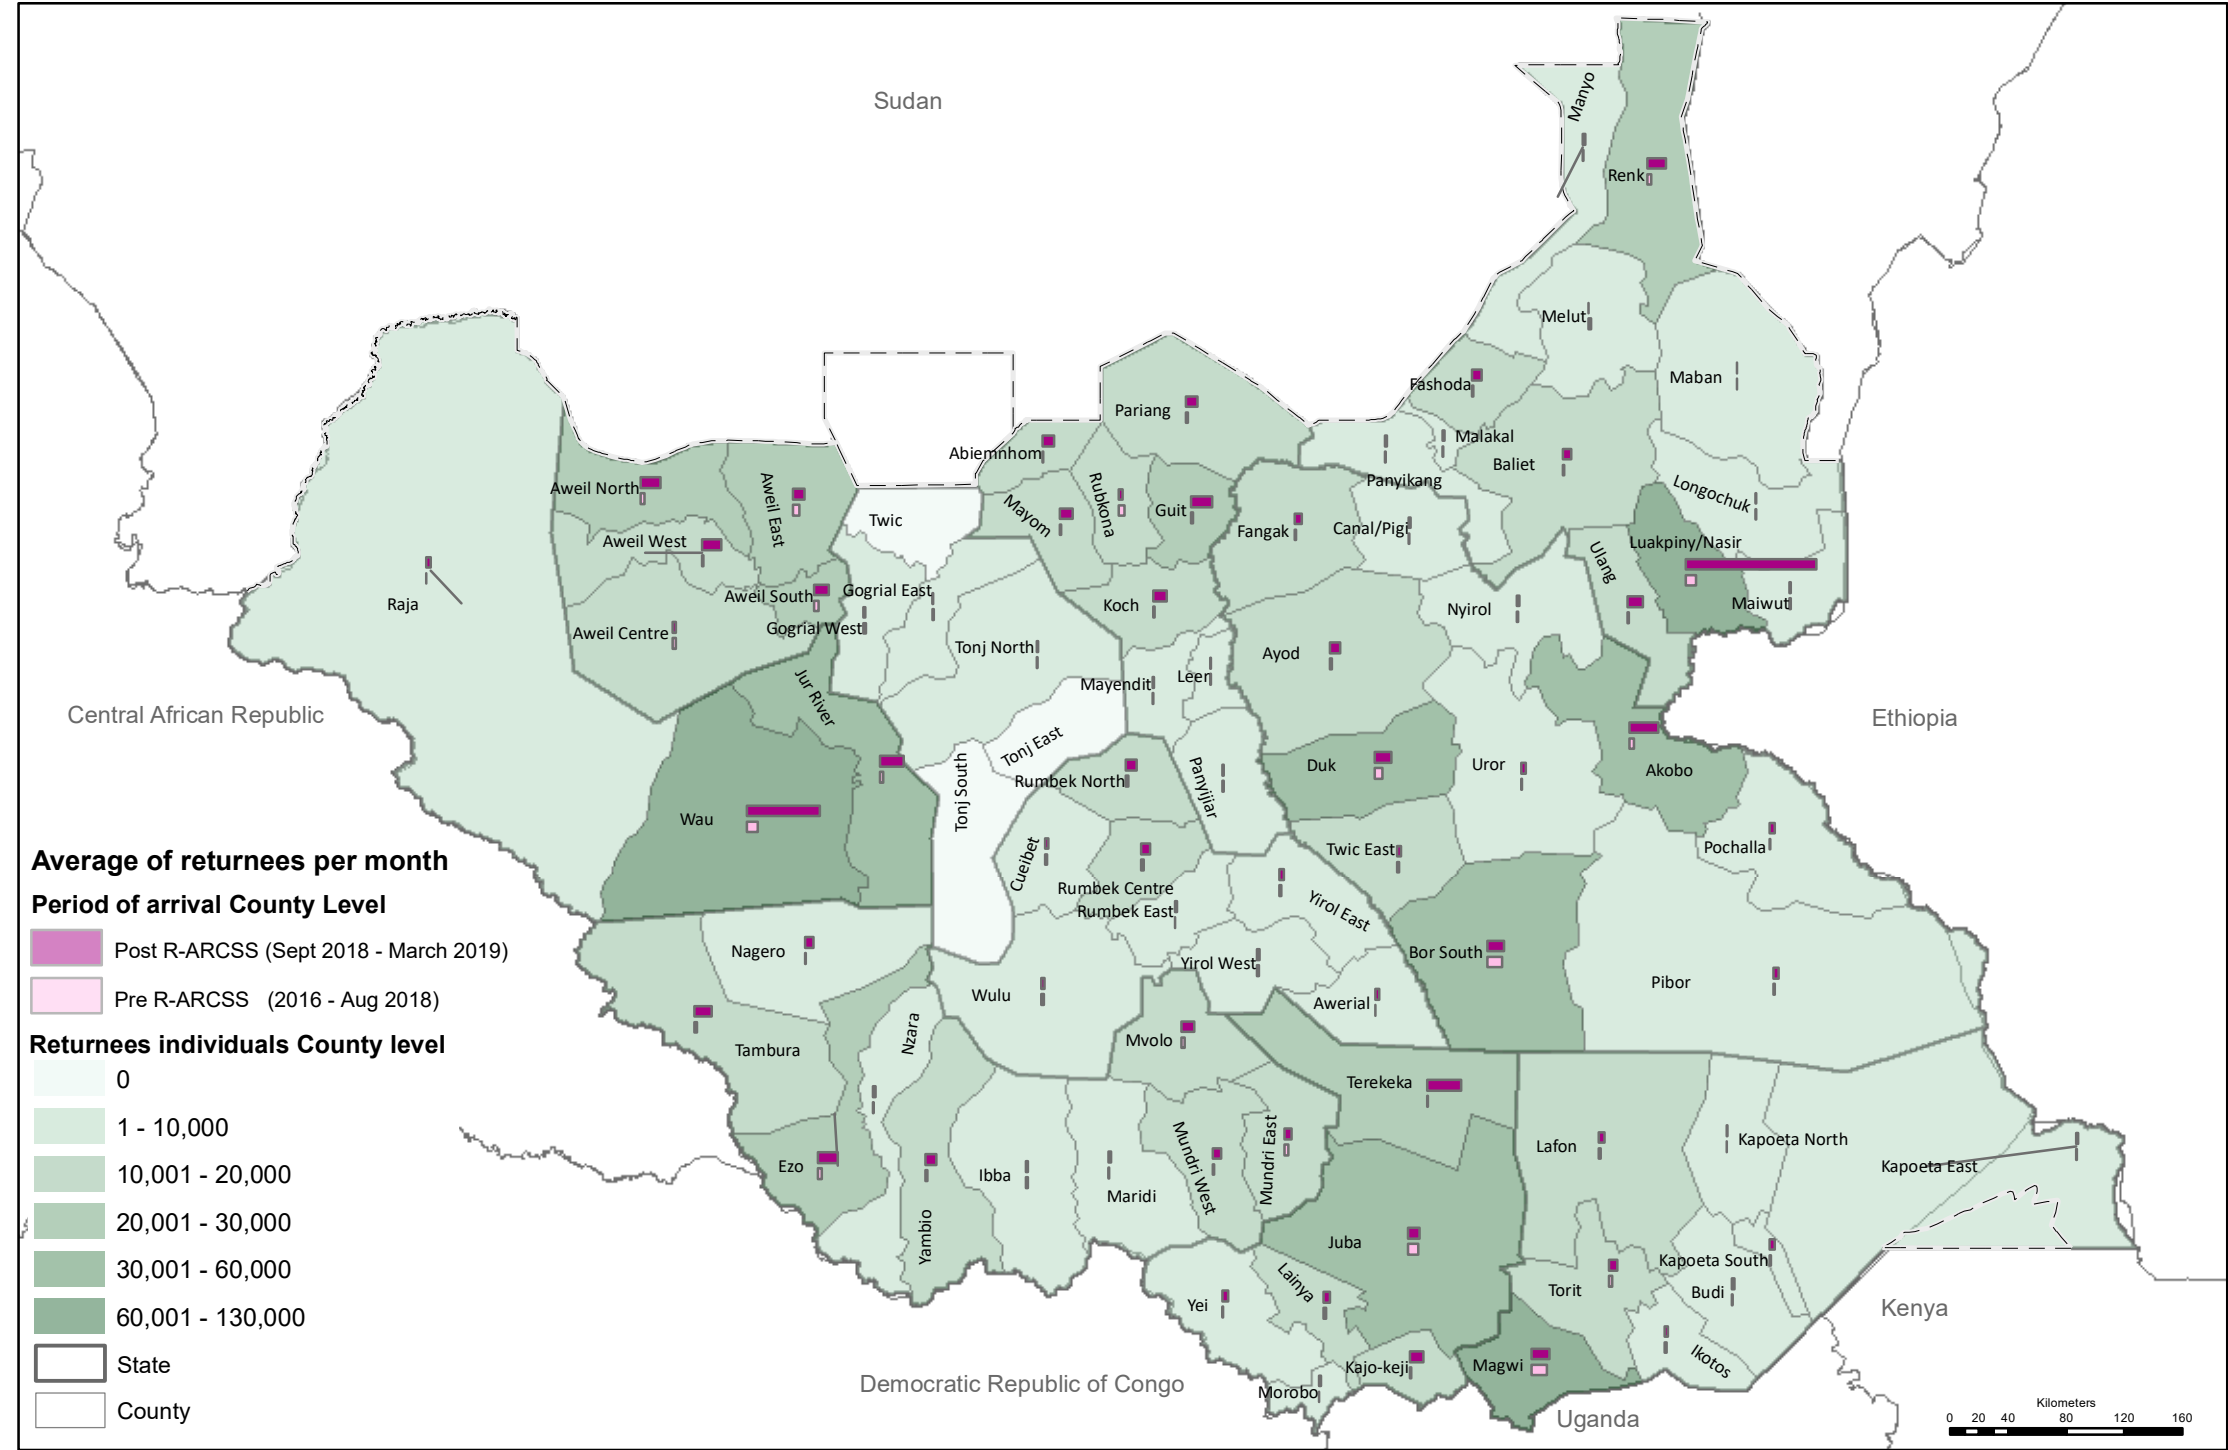 Sudan
Manyo
Renk
Melut
Maban
Fashoda
Pariang
Malakal
Abiemnhom
Baliet
Panyikang
Aweil North
Aweil East
Twic
Mayom
Rubkona
Guit
Fangak
Canal/Pigi
Longochuk
Aweil West
Luakpiny/Nasir
Ulang
Raja
Aweil South
Gogrial East
Koch
Nyirol
Maiwut
Aweil Centre
Gogrial West
Tonj North
Ayod
Mayendit
Leer
Jur River
Central African Republic
Ethiopia
Tonj East
Tonj South
Rumbek North
Panyijiar
Duk
Uror
Akobo
Wau
Cueibet
Twic East
Pochalla
Rumbek Centre
Rumbek East
Yirol East
Nagero
Bor South
Yirol West
Wulu
Awerial
Pibor
Nzara
Mvolo
Tambura
Terekeka
Ezo
Ibba
Maridi
Mundri West
Mundri East
Lafon
Kapoeta North
Kapoeta East
Yambio
Juba
Kapoeta South
Lainya
Torit
Budi
Yei
Kenya
Magwi
Ikotos
Kajo-keji
Morobo
Democratic Republic of Congo
Uganda
Average of returnees per month
Period of arrival County Level
Post R-ARCSS (Sept 2018 - March 2019)
Pre R-ARCSS (2016 - Aug 2018)
Returnees individuals County level
0
1 - 10,000
10,001 - 20,000
20,001 - 30,000
30,001 - 60,000
60,001 - 130,000
State
County
Kilometers
0 20 40 80 120 160